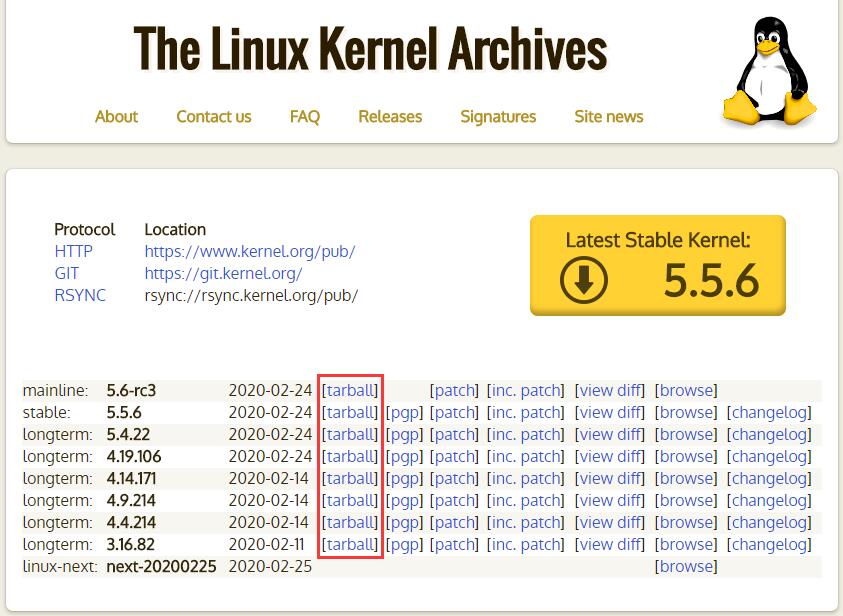 The Linux Kernel Archives
About Contact us FAQ Releases Signatures Site news
Protocol Location
HTTP https://www.kernel.org/pub/
GIT https://git.kernel.org/
RSYNC rsync://rsync.kernel.org/pub/
Latest Stable Kernel:
5.5.6
mainline: 5.6-rc3 2020-02-24 [tarball] [patch] [inc. patch] [view diff] [browse]
stable: 5.5.6 2020-02-24 [tarball] [pgp] [patch] [inc. patch] [view diff] [browse] [changelog]
longterm: 5.4.22 2020-02-24 [tarball] [pgp] [patch] [inc. patch] [view diff] [browse] [changelog]
longterm: 4.19.106 2020-02-24 [tarball] [pgp] [patch] [inc. patch] [view diff] [browse] [changelog]
longterm: 4.14.171 2020-02-14 [tarball] [pgp] [patch] [inc. patch] [view diff] [browse] [changelog]
longterm: 4.9.214 2020-02-14 [tarball] [pgp] [patch] [inc. patch] [view diff] [browse] [changelog]
longterm: 4.4.214 2020-02-14 [tarball] [pgp] [patch] [inc. patch] [view diff] [browse] [changelog]
longterm: 3.16.82 2020-02-11 [tarball] [pgp] [patch] [inc. patch] [view diff] [browse] [changelog]
linux-next: next-20200225 2020-02-25 [browse]